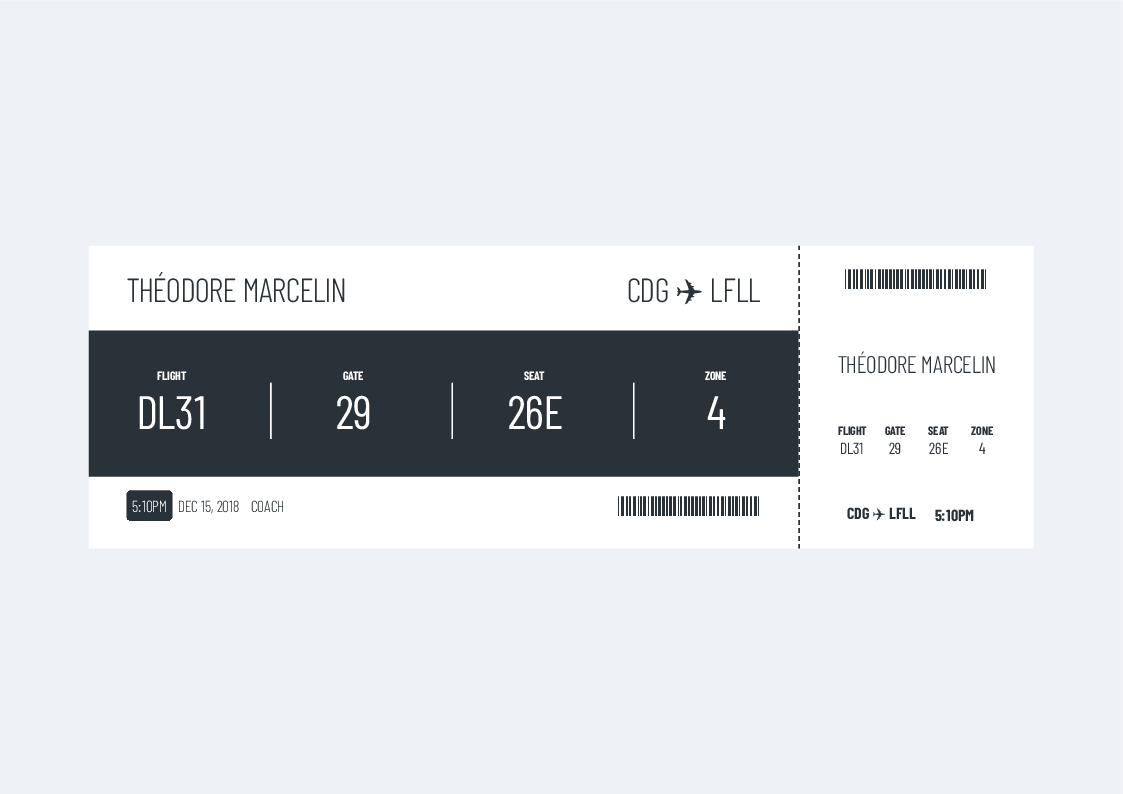 THÉODORE MARCELIN
CDG ✈ LFLL
FLIGHT GATE SEAT ZONE
DL31 29 26E 4
5:10PM DEC 15, 2018 COACH
THÉODORE MARCELIN
FLIGHT GATE SEAT ZONE
DL31 29 26E 4
CDG ✈ LFLL 5:10PM